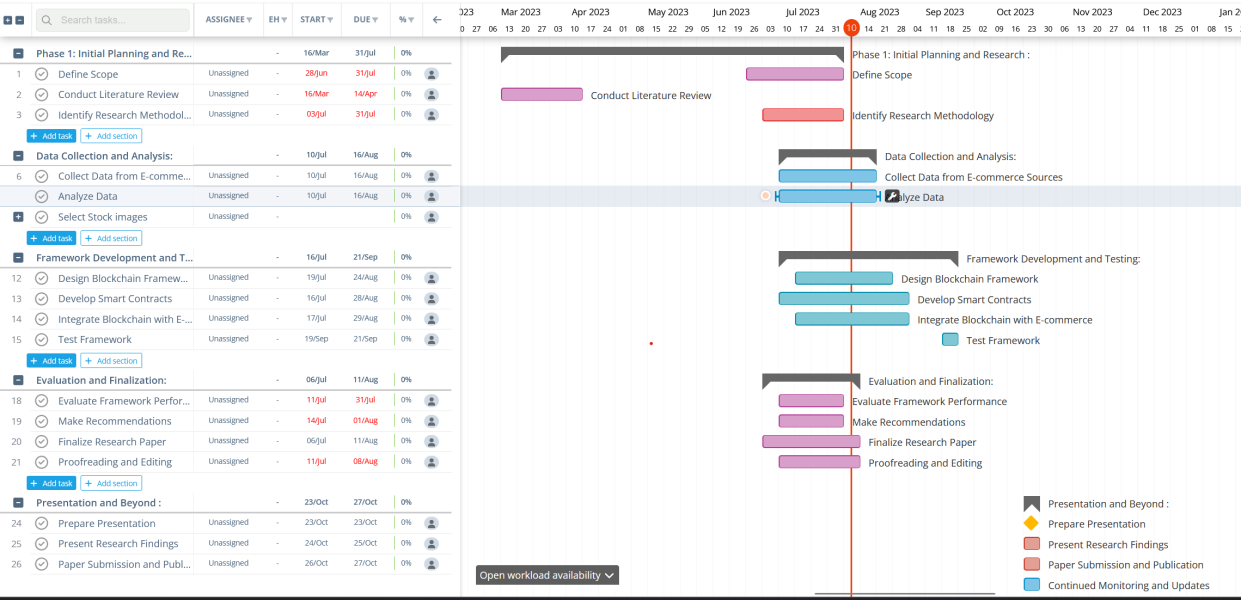 023 Mar 2023 Apr 2023 May 2023 Jun 2023 Jul 2023 Aug 2023 Sep 2023 Oct 2023 Nov 2023 Dec 2023 Jan 20
Search tasks... ASSIGNEE EH START DUE %
0 27 06 13 20 27 03 10 17 24 01 08 15 22 29 05 12 19 26 03 10 17 24 31 10 14 21 28 04 11 18 25 02 09 16 23 30 06 13 20 27 04 11 18 25 01 08 15
Phase 1: Initial Planning and Re... - 16/Mar 31/Jul 0% Phase 1: Initial Planning and Research :
1 Define Scope Unassigned - 28/Jun 31/Jul 0% Define Scope
2 Conduct Literature Review Unassigned - 16/Mar 14/Apr 0% Conduct Literature Review
3 Identify Research Methodol... Unassigned - 03/Jul 31/Jul 0% Identify Research Methodology
+ Add task + Add section
Data Collection and Analysis: - 10/Jul 16/Aug 0% Data Collection and Analysis:
6 Collect Data from E-comme... Unassigned - 10/Jul 16/Aug 0% Collect Data from E-commerce Sources
Analyze Data Unassigned - 10/Jul 16/Aug 0% alyze Data
Select Stock images Unassigned - 0%
+ Add task + Add section
Framework Development and T... - 16/Jul 21/Sep 0% Framework Development and Testing:
12 Design Blockchain Framew... Unassigned - 19/Jul 24/Aug 0% Design Blockchain Framework
13 Develop Smart Contracts Unassigned - 16/Jul 28/Aug 0% Develop Smart Contracts
14 Integrate Blockchain with E-... Unassigned - 17/Jul 29/Aug 0% Integrate Blockchain with E-commerce
15 Test Framework Unassigned - 19/Sep 21/Sep 0% Test Framework
+ Add task + Add section
Evaluation and Finalization: - 06/Jul 11/Aug 0% Evaluation and Finalization:
18 Evaluate Framework Perfor... Unassigned - 11/Jul 31/Jul 0% Evaluate Framework Performance
19 Make Recommendations Unassigned - 14/Jul 01/Aug 0% Make Recommendations
20 Finalize Research Paper Unassigned - 06/Jul 11/Aug 0% Finalize Research Paper
21 Proofreading and Editing Unassigned - 11/Jul 08/Aug 0% Proofreading and Editing
+ Add task + Add section
Presentation and Beyond : - 23/Oct 27/Oct 0% Presentation and Beyond :
24 Prepare Presentation Unassigned - 23/Oct 23/Oct 0% Prepare Presentation
25 Present Research Findings Unassigned - 24/Oct 25/Oct 0% Present Research Findings
26 Paper Submission and Publ... Unassigned - 26/Oct 27/Oct 0% Paper Submission and Publication
Open workload availability
Continued Monitoring and Updates